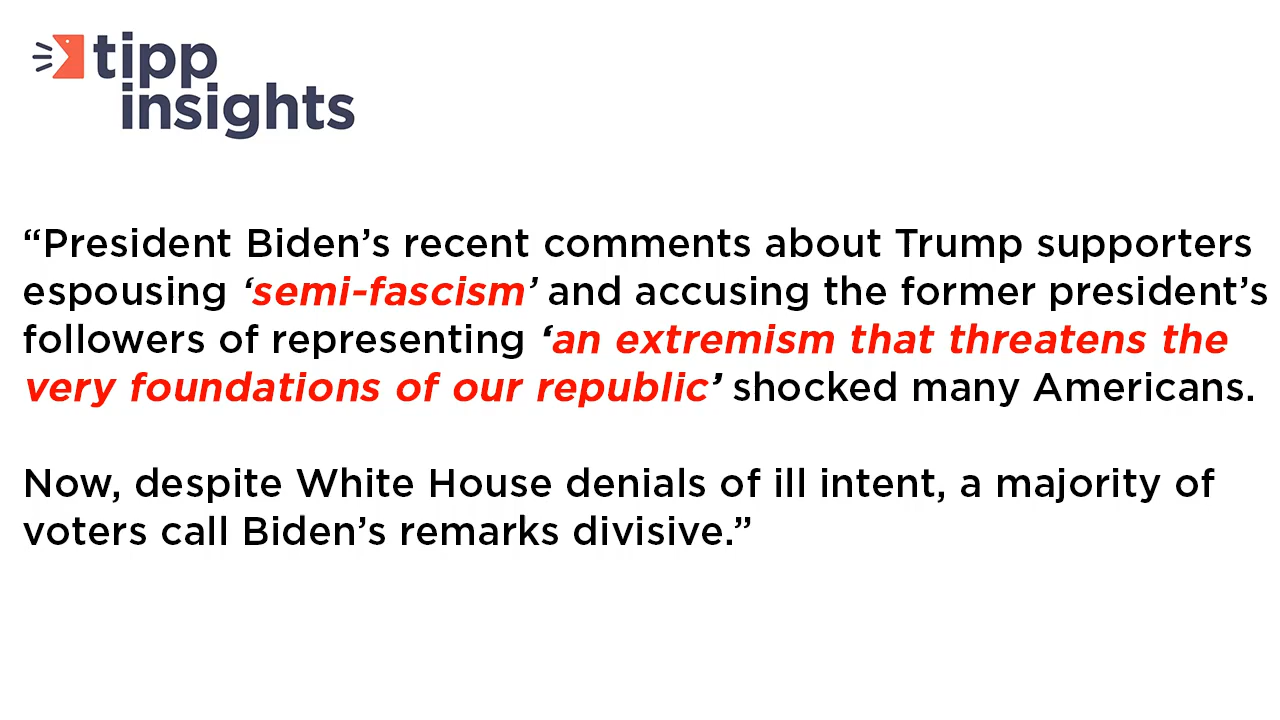 tipp
insights
“President Biden’s recent comments about Trump supporters
espousing ‘semi-fascism’ and accusing the former president’s
followers of representing ‘an extremism that threatens the
very foundations of our republic’ shocked many Americans.
Now, despite White House denials of ill intent, a majority of
voters call Biden’s remarks divisive.”